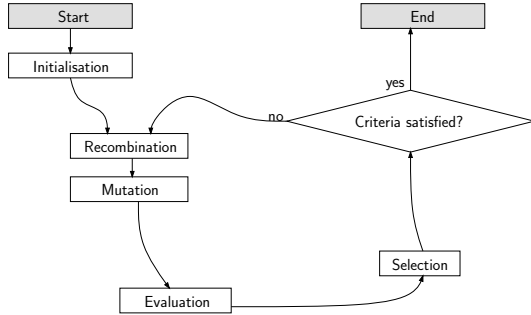 Start
End
Initialisation
yes
no
Criteria satisfied?
Recombination
Mutation
Selection
Evaluation